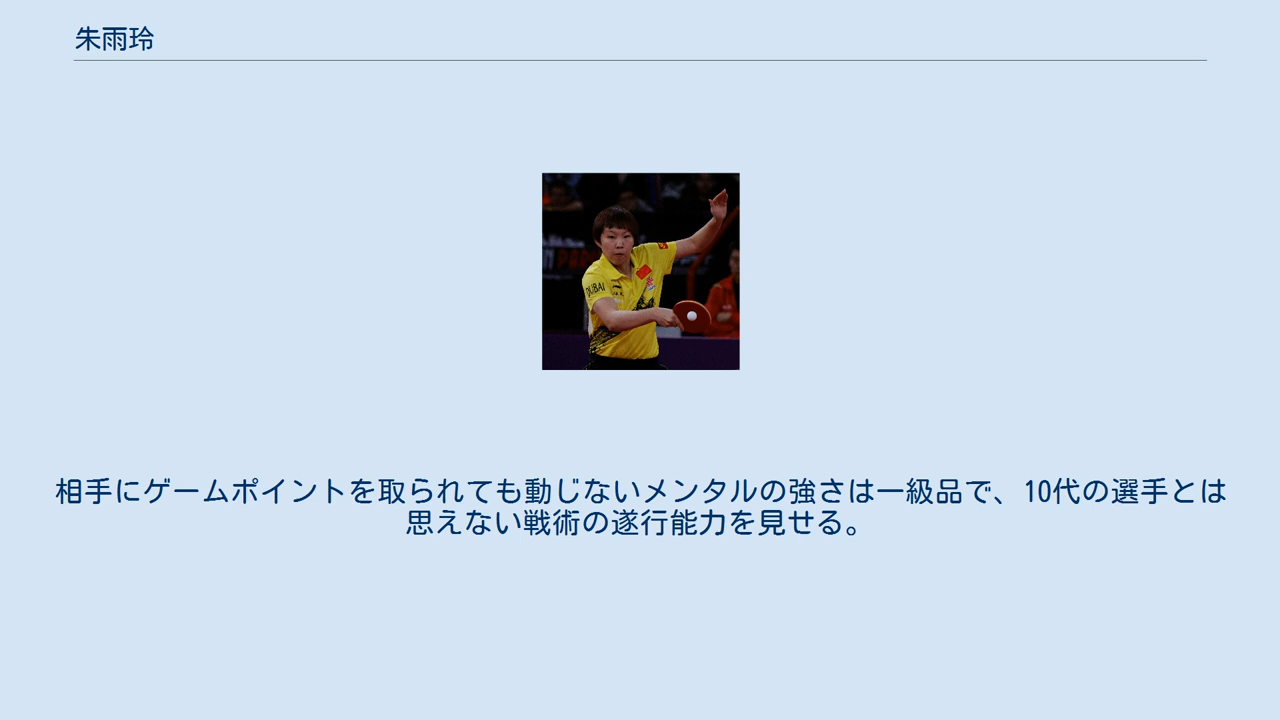 朱雨玲
DUBAI
相手にゲームポイントを取られても動じないメンタルの強さは一級品で、10代の選手とは
思えない戦術の遂行能力を見せる。